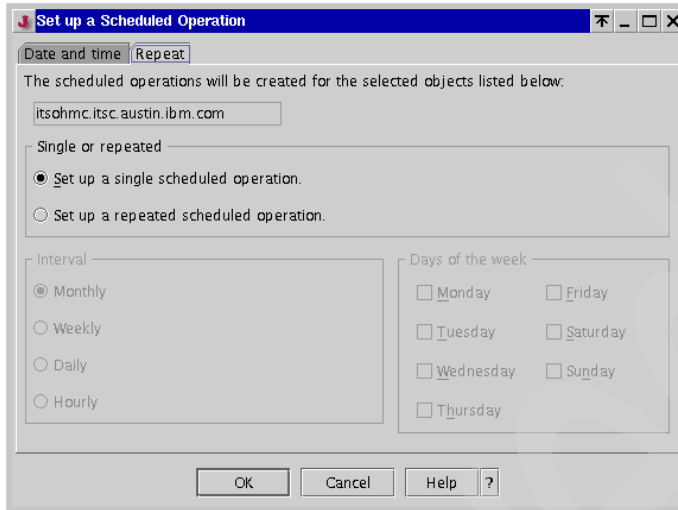 Set up a Scheduled Operation
Date and time Repeat
The scheduled operations will be created for the selected objects listed below:
itsohmc.itsc.austin.ibm.com
Single or repeated
Set up a single scheduled operation.
Set up a repeated scheduled operation.
Interval Days of the week
Monthly Monday Friday
Weekly Tuesday Saturday
Daily Wednesday Sunday
Hourly Thursday
OK Cancel Help ?